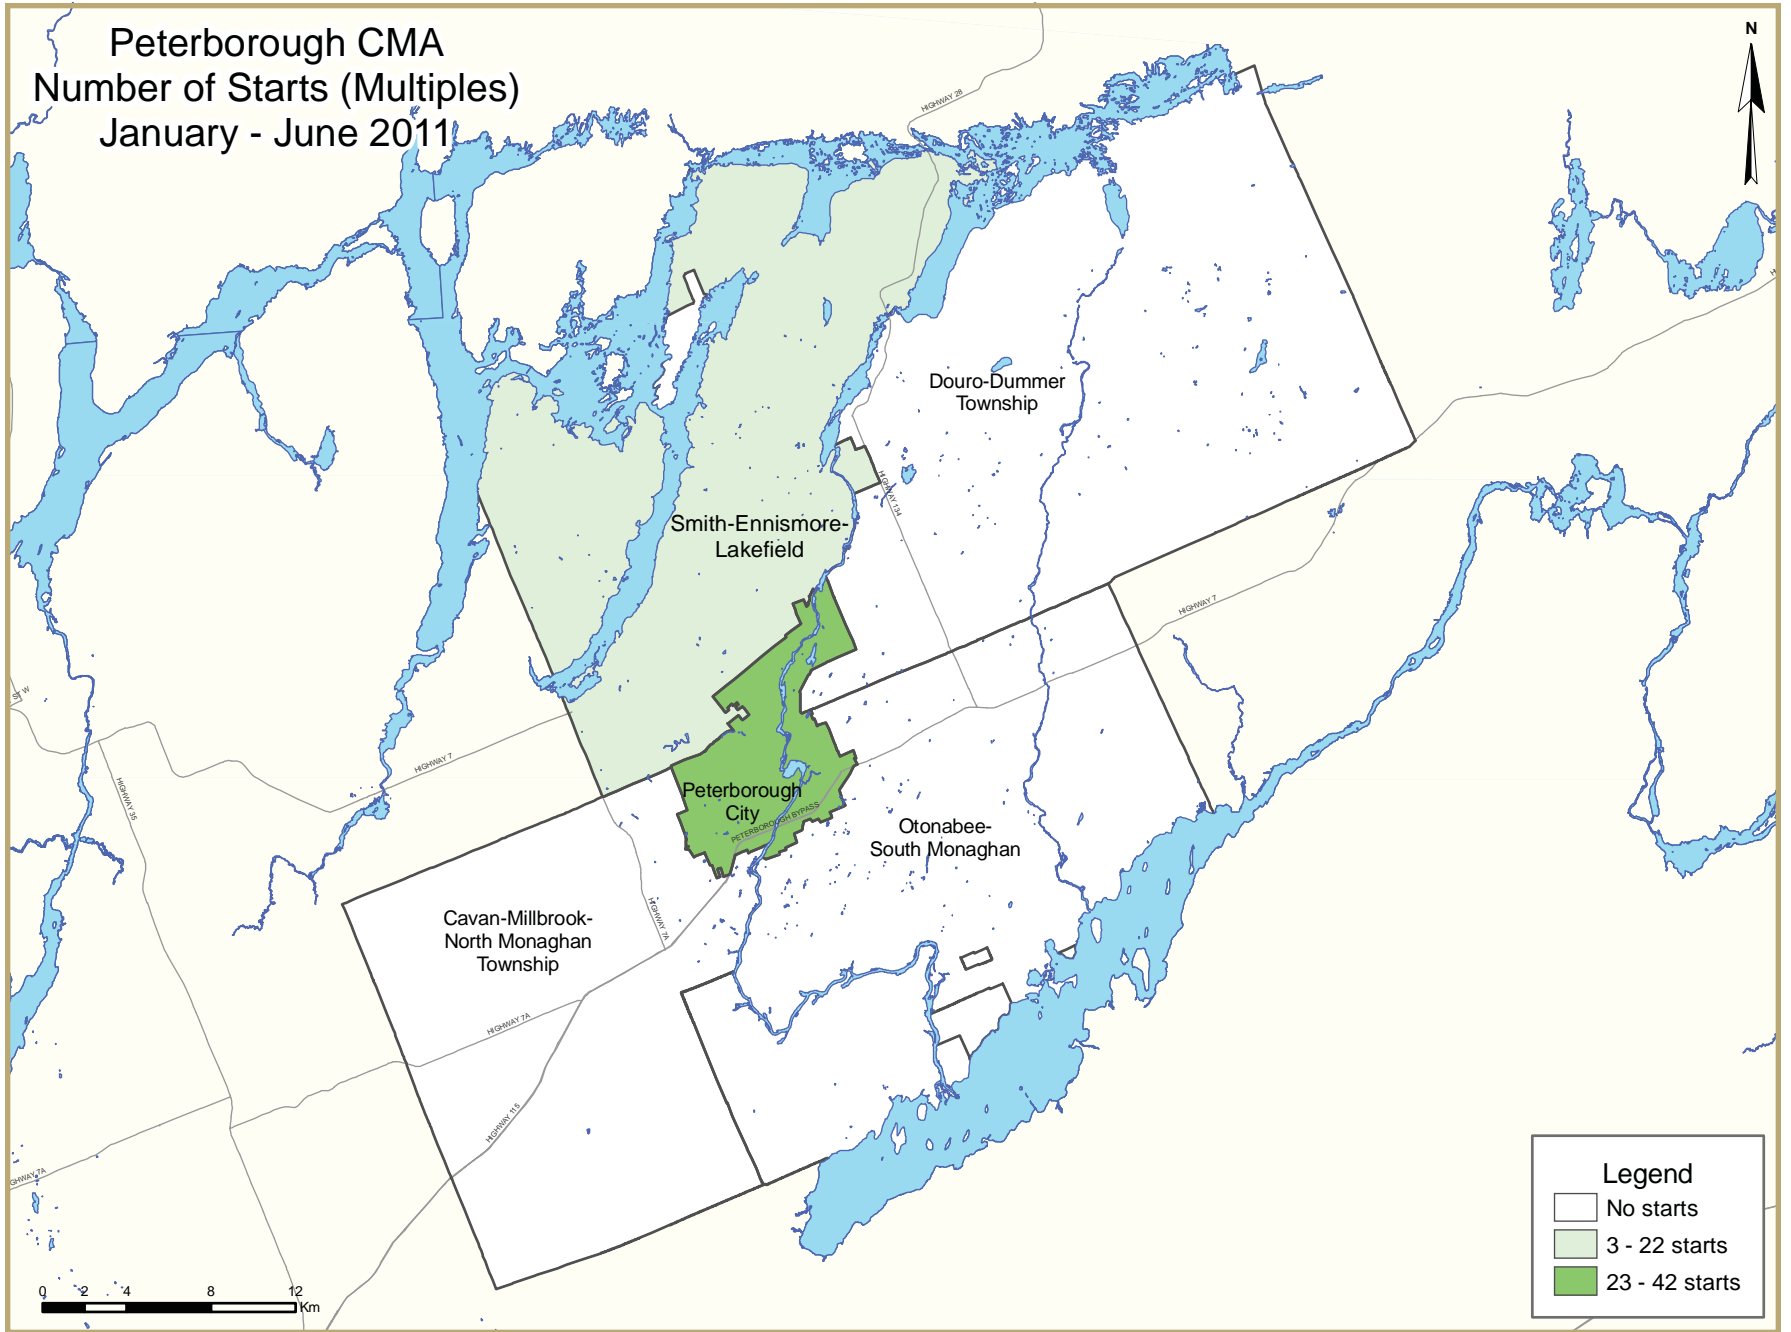 Peterborough CMA
Number of Starts (Multiples)
January - June 2011
N
HIGHWAY 28
Douro-Dummer
Township
HIGHWAY 134
Smith-Ennismore-
Lakefield
HIGHWAY 7
ST W
HIGHWAY 7
HIGHWAY 35
Peterborough
City
PETERBOROUGH BYPASS
Otonabee-
South Monaghan
HIGHWAY 7A
Cavan-Millbrook-
North Monaghan
Township
HIGHWAY 7A
HIGHWAY 115
GHWAY 7A
Legend
No starts
3 - 22 starts
23 - 42 starts
0 2 4 8 12
Km